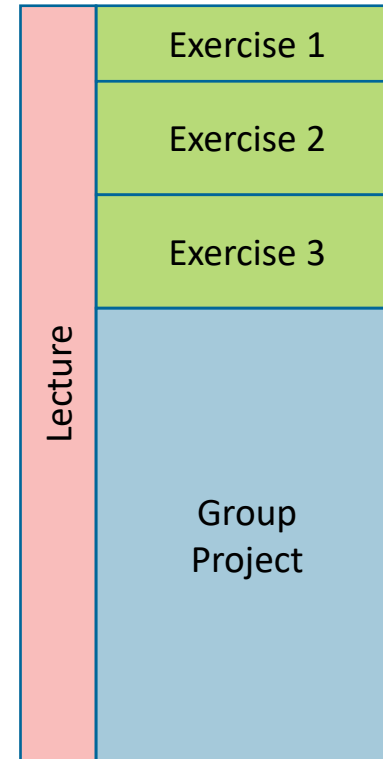 Exercise 1
Exercise 2
Exercise 3
Lecture
Group
Project